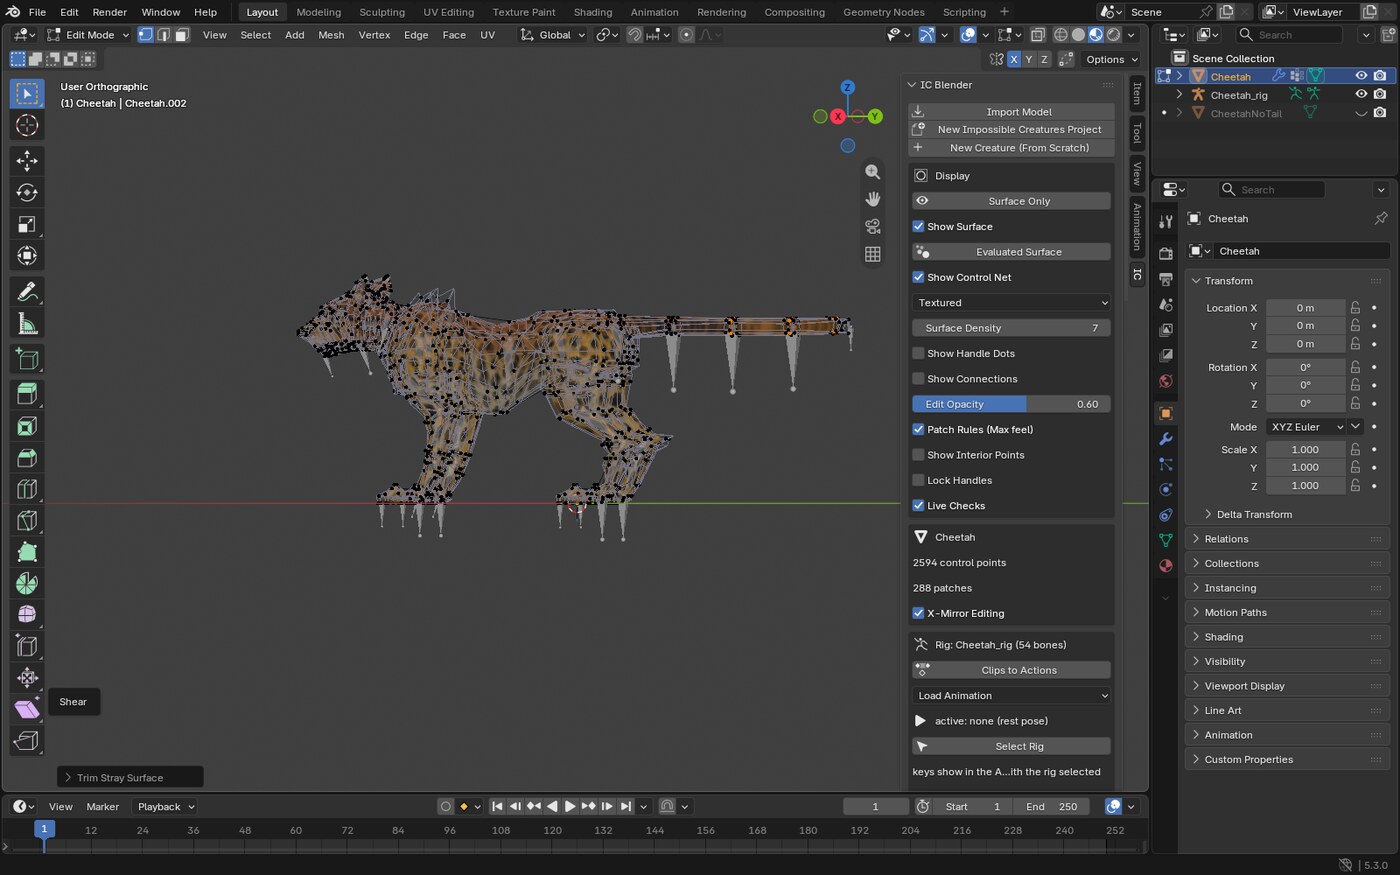 File Edit Render Window Help Layout Modeling Sculpting UV Editing Texture Paint Shading Animation Rendering Compositing Geometry Nodes Scripting + Scene ViewLayer
Edit Mode View Select Add Mesh Vertex Edge Face UV Global Search
X Y Z Options
User Orthographic
(1) Cheetah | Cheetah.002
Z
X
Y
Shear
Trim Stray Surface
IC Blender
Import Model
New Impossible Creatures Project
New Creature (From Scratch)
Display
Surface Only
Show Surface
Evaluated Surface
Show Control Net
Textured
Surface Density 7
Show Handle Dots
Show Connections
Edit Opacity 0.60
Patch Rules (Max feel)
Show Interior Points
Lock Handles
Live Checks
Cheetah
2594 control points
288 patches
X-Mirror Editing
Rig: Cheetah_rig (54 bones)
Clips to Actions
Load Animation
active: none (rest pose)
Select Rig
keys show in the A...ith the rig selected
Item
Tool
View
Animation
IC
Scene Collection
Cheetah
Cheetah_rig
CheetahNoTail
Search
Cheetah
Cheetah
Transform
Location X 0 m
Y 0 m
Z 0 m
Rotation X 0°
Y 0°
Z 0°
Mode XYZ Euler
Scale X 1.000
Y 1.000
Z 1.000
Delta Transform
Relations
Collections
Instancing
Motion Paths
Shading
Visibility
Viewport Display
Line Art
Animation
Custom Properties
View Marker Playback 1 Start 1 End 250
1 12 24 36 48 60 72 84 96 108 120 132 144 156 168 180 192 204 216 228 240 252
5.3.0